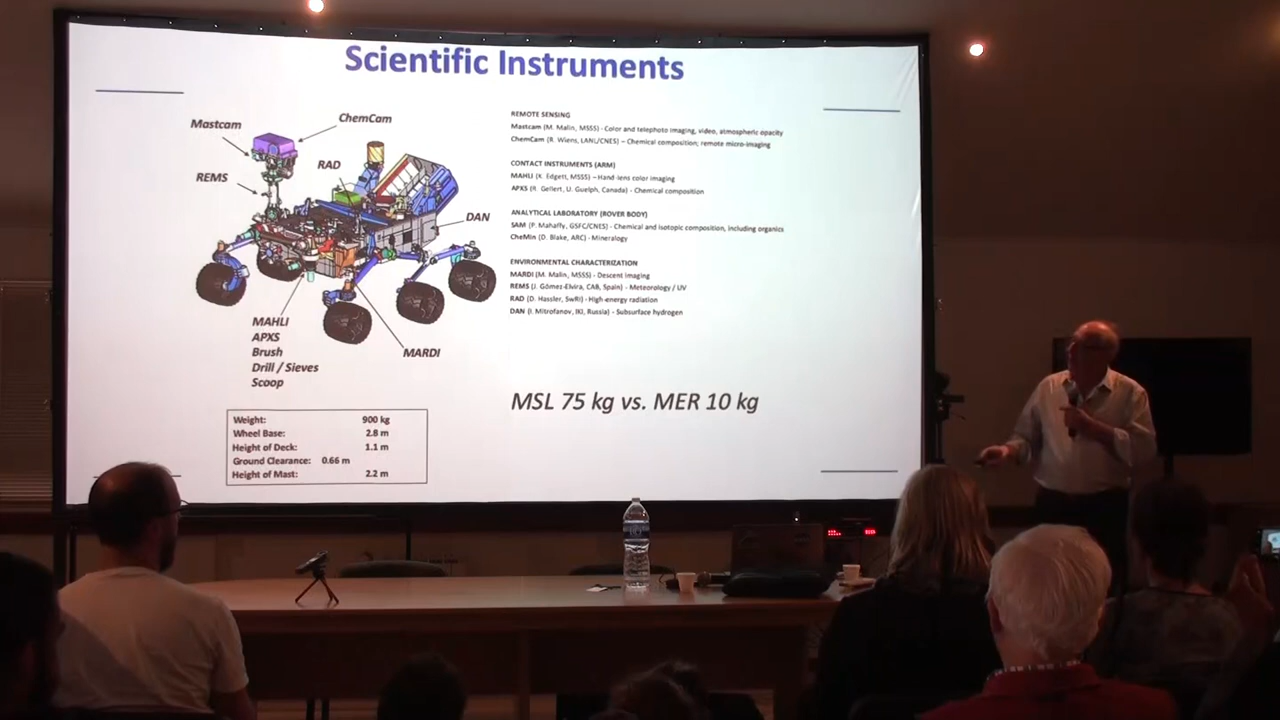 Scientific Instruments
Mastcam
ChemCam
REMS
RAD
DAN
MAHLI
APXS
Brush
Drill / Sieves
Scoop
MARDI
Weight: 900 kg
Wheel Base: 2.8 m
Height of Deck: 1.1 m
Ground Clearance: 0.66 m
Height of Mast: 2.2 m
REMOTE SENSING
Mastcam (M. Malin, MSSS) - Color and telephoto imaging, video, atmospheric opacity
ChemCam (R. Wiens, LANL/CNES) – Chemical composition; remote micro-imaging
CONTACT INSTRUMENTS (ARM)
MAHLI (K. Edgett, MSSS) – Hand-lens color imaging
APXS (R. Gellert, U. Guelph, Canada) - Chemical composition
ANALYTICAL LABORATORY (ROVER BODY)
SAM (P. Mahaffy, GSFC/CNES) - Chemical and isotopic composition, including organics
CheMin (D. Blake, ARC) - Mineralogy
ENVIRONMENTAL CHARACTERIZATION
MARDI (M. Malin, MSSS) - Descent imaging
REMS (J. Gómez-Elvira, CAB, Spain) - Meteorology / UV
RAD (D. Hassler, SwRI) - High-energy radiation
DAN (I. Mitrofanov, IKI, Russia) - Subsurface hydrogen
MSL 75 kg vs. MER 10 kg